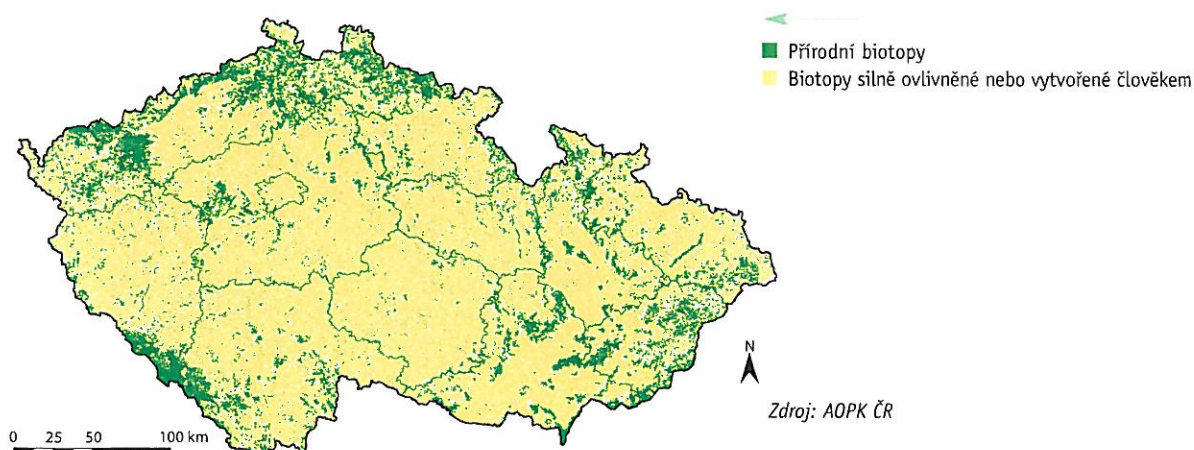 Přírodní biotopy
Biotopy silně ovlivněné nebo vytvořené člověkem
N
Zdroj: AOPK ČR
0 25 50 100 km